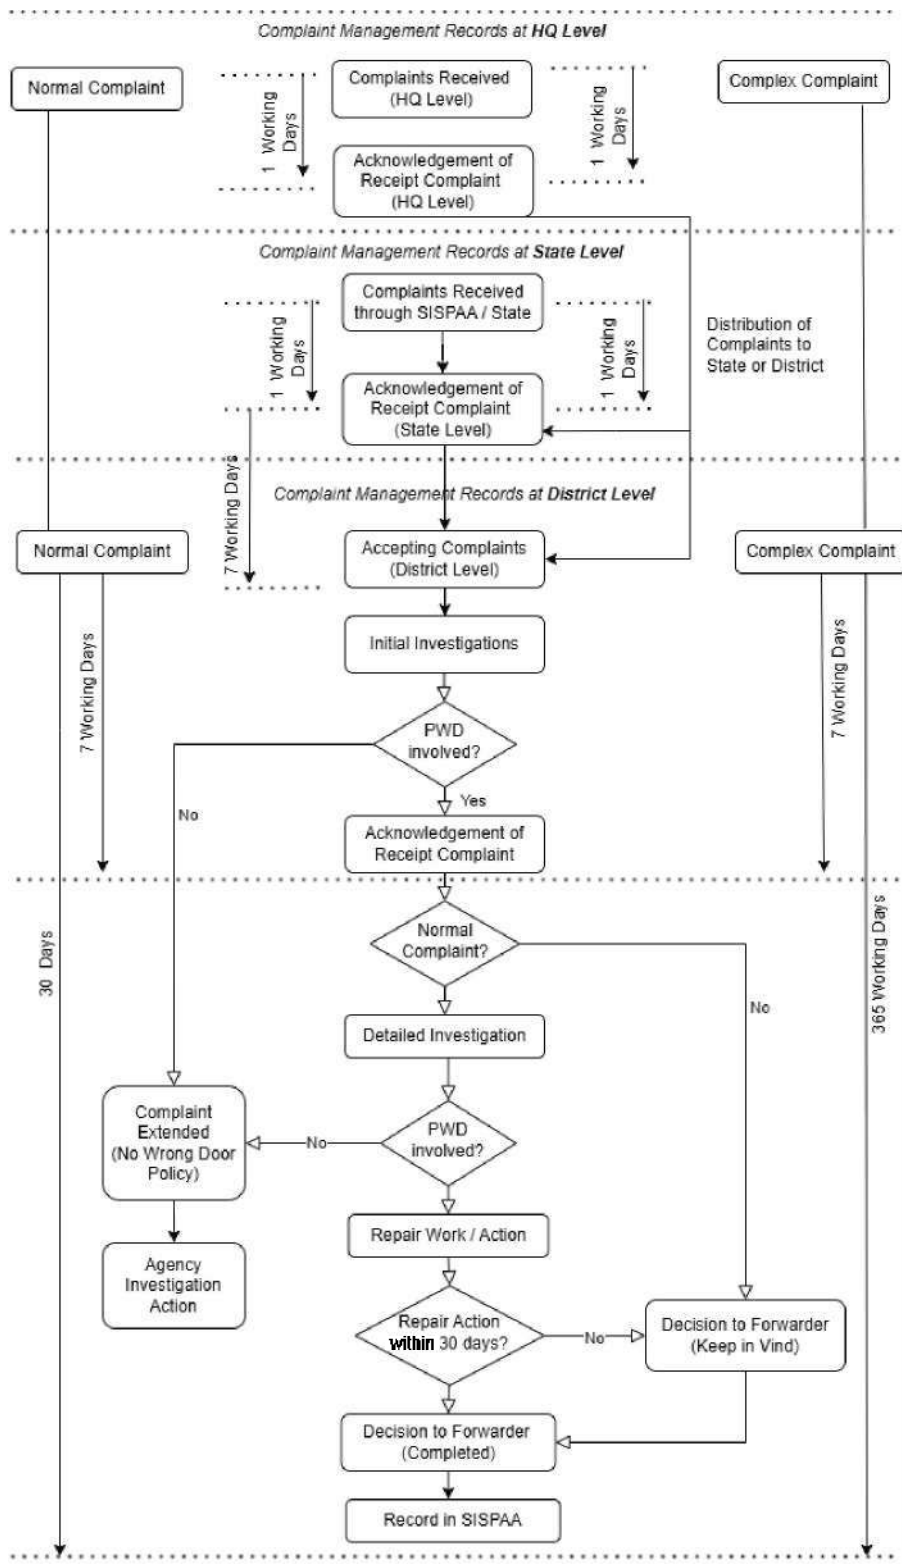 Complaint Management Records at HQ Level
Normal Complaint
1 Working
Days
Complaints Received
(HQ Level)
1 Working
Days
Complex Complaint
Acknowledgement of
Receipt Complaint
(HQ Level)
Complaint Management Records at State Level
Complaints Received
through SISPAA / State
1 Working
Days
1 Working
Days
Distribution of
Complaints to
State or District
Acknowledgement of
Receipt Complaint
(State Level)
7 Working Days
Complaint Management Records at District Level
Normal Complaint
Accepting Complaints
(District Level)
Complex Complaint
Initial Investigations
7 Working Days
7 Working Days
PWD
involved?
No
Yes
Acknowledgement of
Receipt Complaint
30 Days
365 Working Days
Normal
Complaint?
No
Detailed Investigation
Complaint
Extended
(No Wrong Door
Policy)
No
PWD
involved?
Repair Work / Action
Agency
Investigation
Action
Repair Action
within 30 days?
No
Decision to Forwarder
(Keep in Vind)
Decision to Forwarder
(Completed)
Record in SISPAA